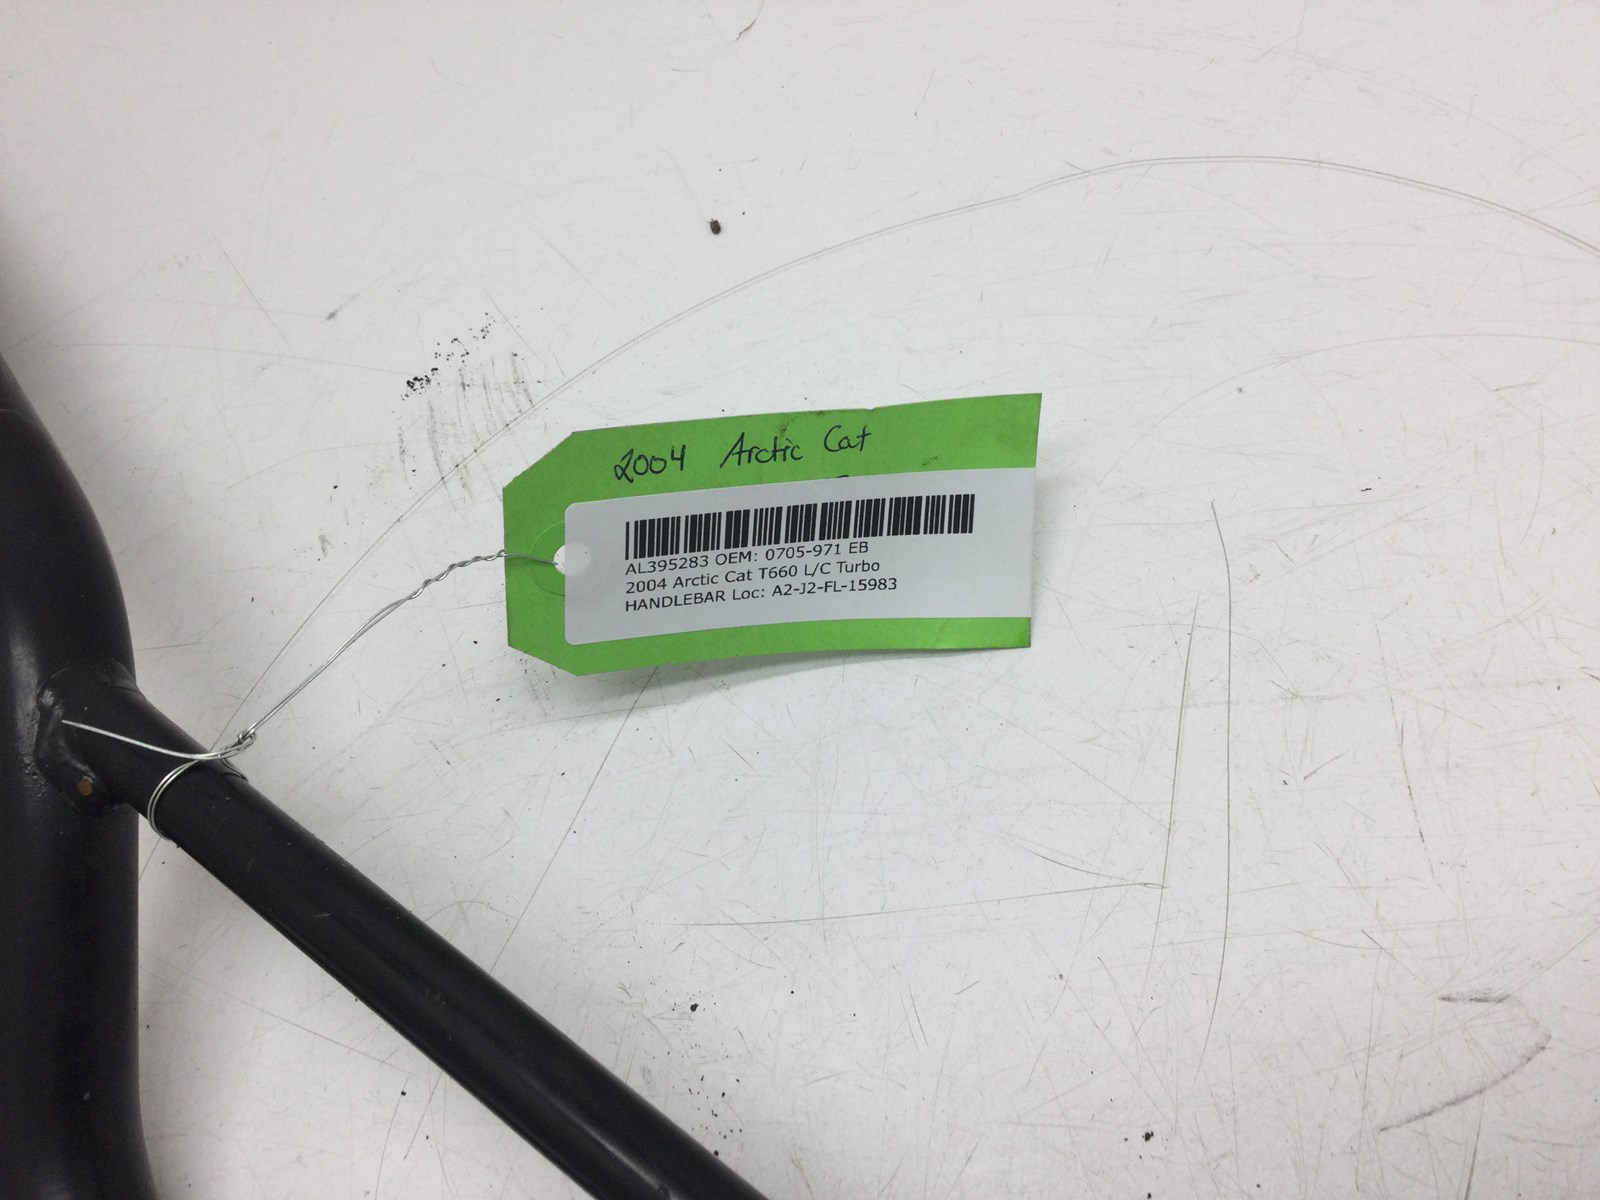 2004 Arctic Cat
AL395283 OEM: 0705-971 EB
2004 Arctic Cat T660 L/C Turbo
HANDLEBAR Loc: A2-J2-FL-15983